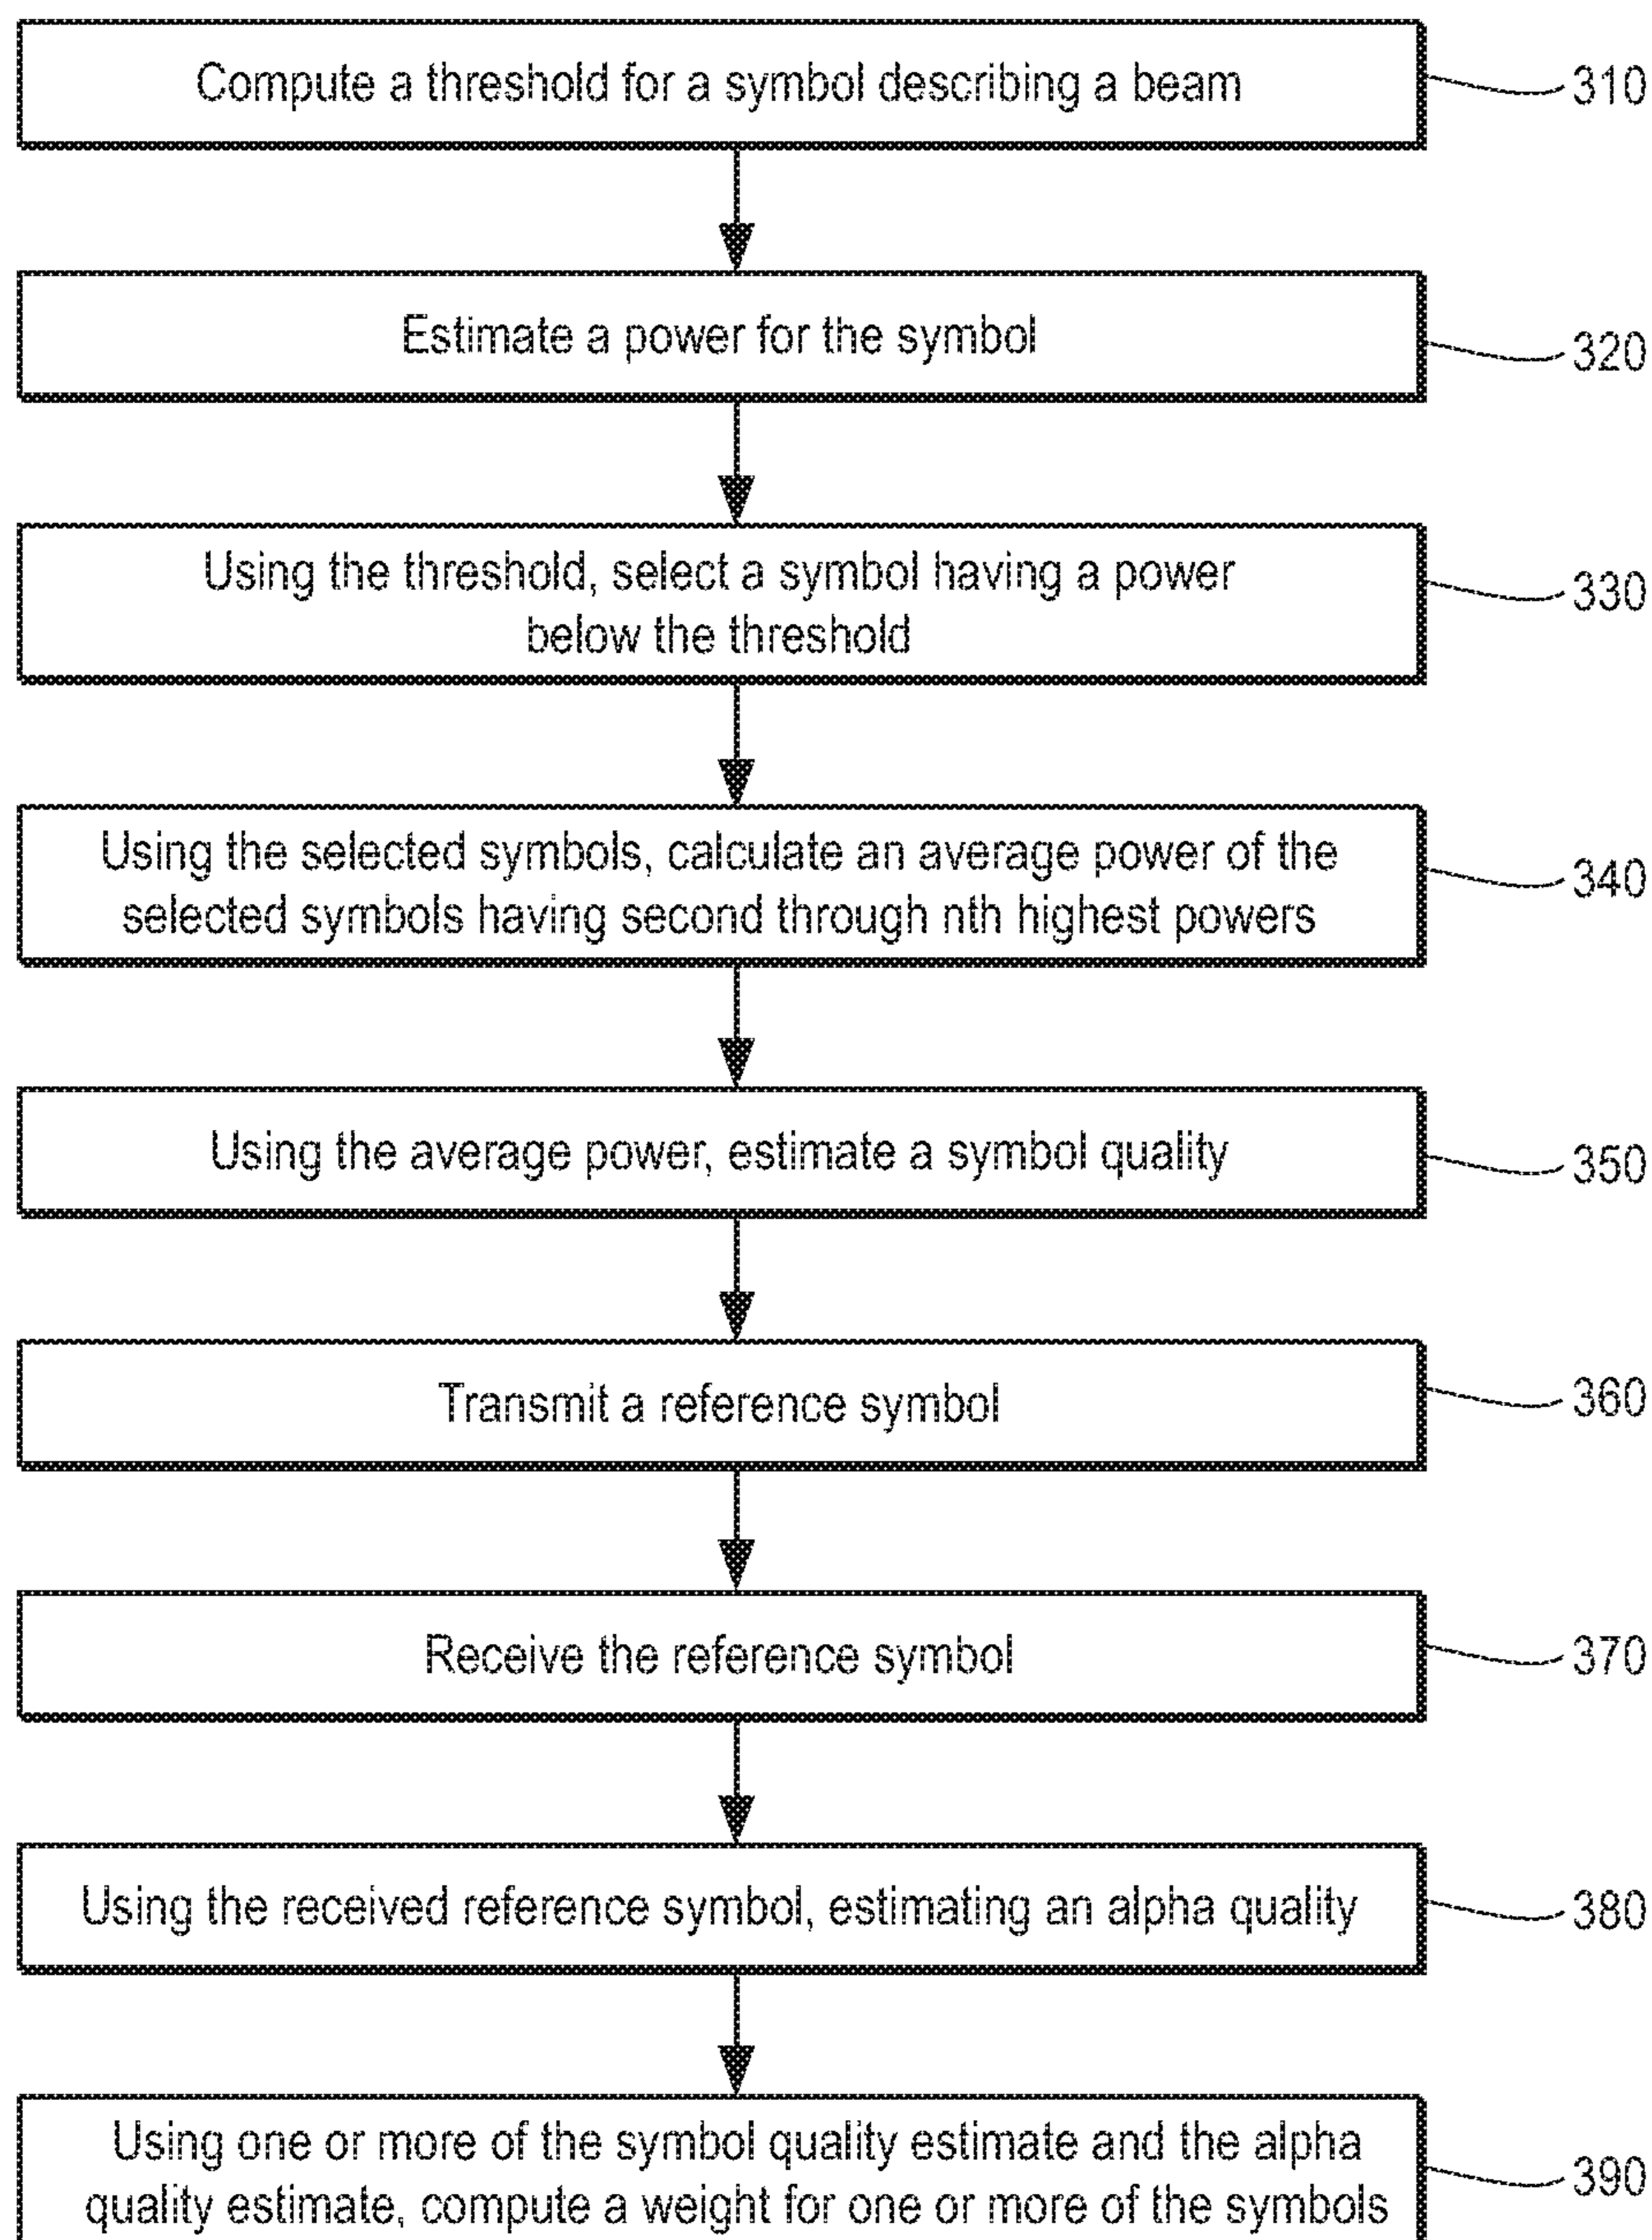 Compute a threshold for a symbol describing a beam
310
Estimate a power for the symbol
320
Using the threshold, select a symbol having a power
below the threshold
330
Using the selected symbols, calculate an average power of the
selected symbols having second through nth highest powers
340
Using the average power, estimate a symbol quality
350
Transmit a reference symbol
360
Receive the reference symbol
370
Using the received reference symbol, estimating an alpha quality
380
Using one or more of the symbol quality estimate and the alpha
quality estimate, compute a weight for one or more of the symbols
390